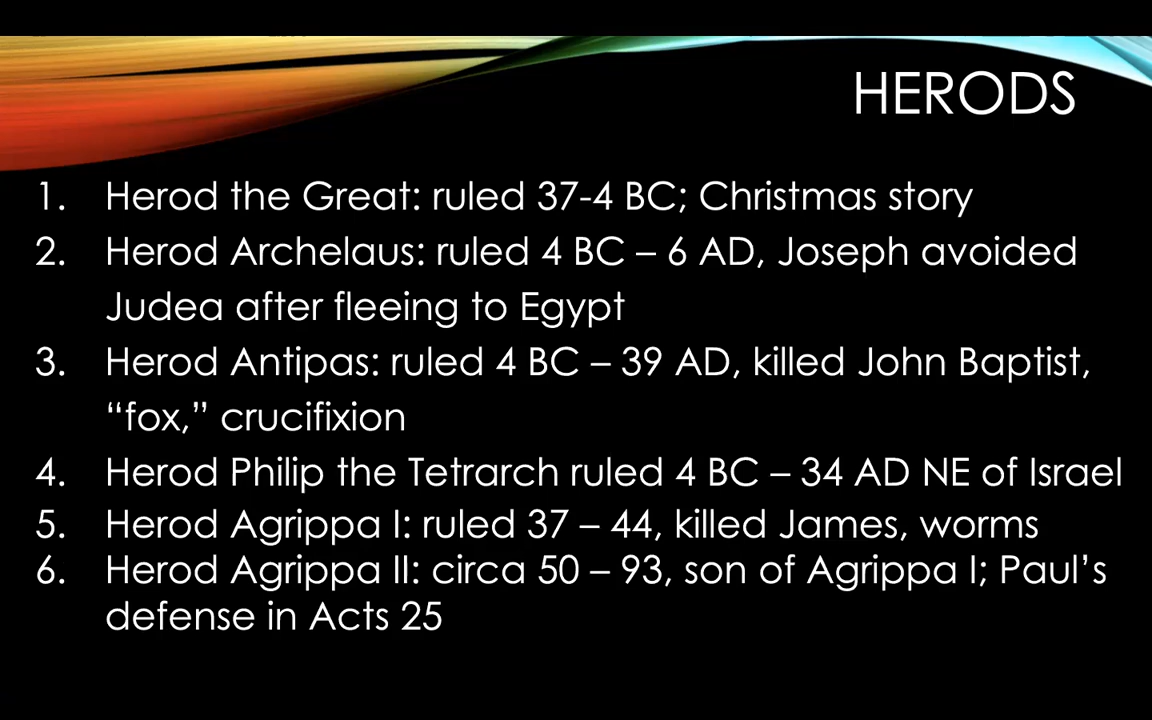 HERODS
1. Herod the Great: ruled 37-4 BC; Christmas story
2. Herod Archelaus: ruled 4 BC – 6 AD, Joseph avoided
Judea after fleeing to Egypt
3. Herod Antipas: ruled 4 BC – 39 AD, killed John Baptist,
“fox,” crucifixion
4. Herod Philip the Tetrarch ruled 4 BC – 34 AD NE of Israel
5. Herod Agrippa I: ruled 37 – 44, killed James, worms
6. Herod Agrippa II: circa 50 – 93, son of Agrippa I; Paul’s
defense in Acts 25